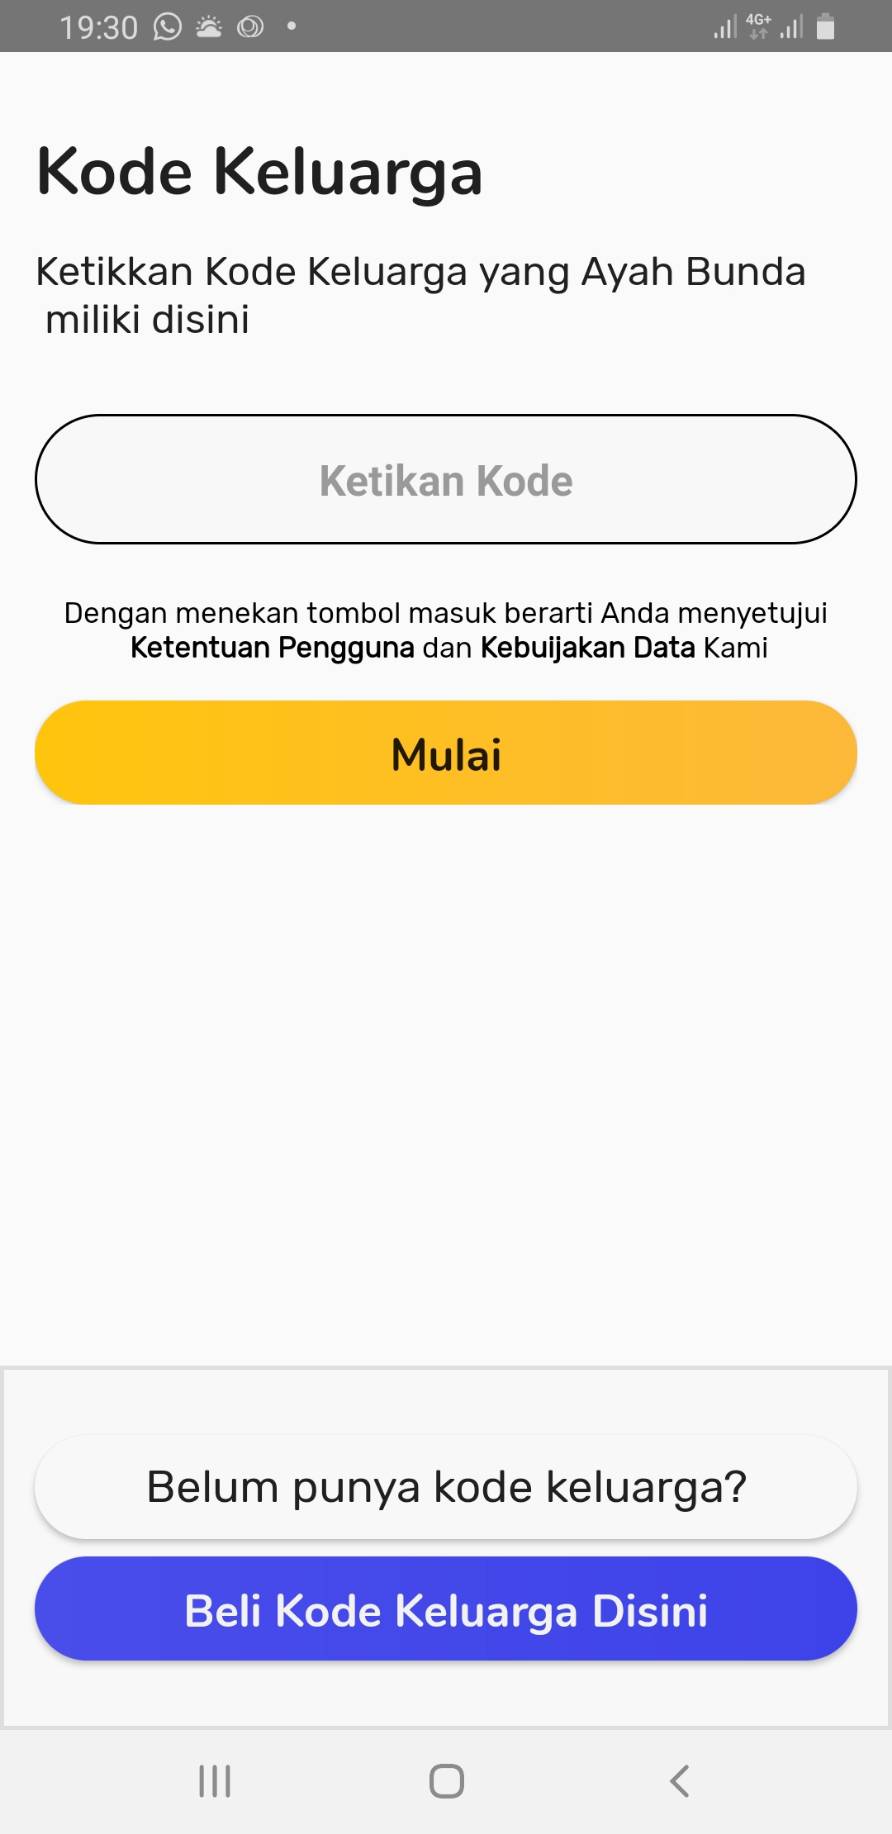 19:30
4G+
Kode Keluarga
Ketikkan Kode Keluarga yang Ayah Bunda
miliki disini
Ketikan Kode
Dengan menekan tombol masuk berarti Anda menyetujui
Ketentuan Pengguna dan Kebuijakan Data Kami
Mulai
Belum punya kode keluarga?
Beli Kode Keluarga Disini